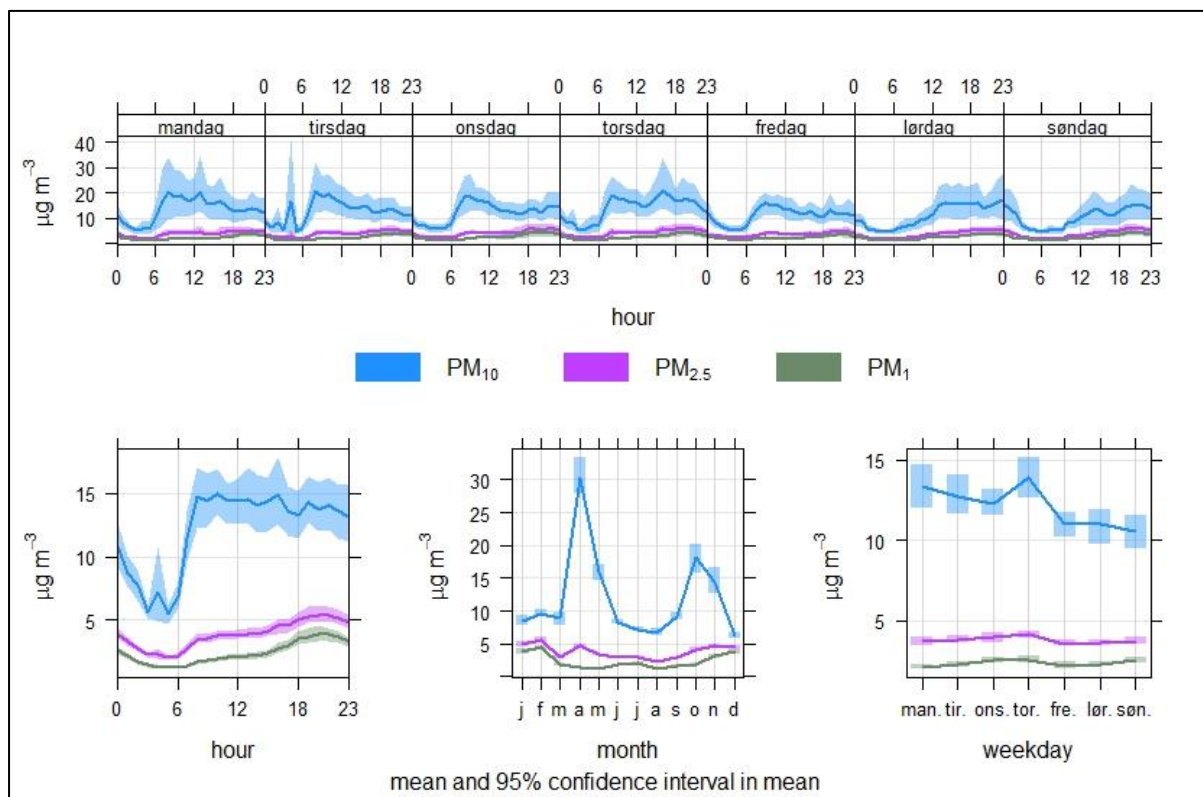 0 6 12 18 23 0 6 12 18 23 0 6 12 18 23
mandag tirsdag onsdag torsdag fredag lørdag søndag
µg m⁻³
40
30
20
10
0 6 12 18 23 0 6 12 18 23 0 6 12 18 23 0 6 12 18 23
hour
PM₁₀ PM₂.₅ PM₁
µg m⁻³
15
10
5
0 6 12 18 23
hour
µg m⁻³
30
25
20
15
10
5
0
j f m a m j j a s o n d
month
µg m⁻³
15
10
5
man. tir. ons. tor. fre. lør. søn.
weekday
mean and 95% confidence interval in mean